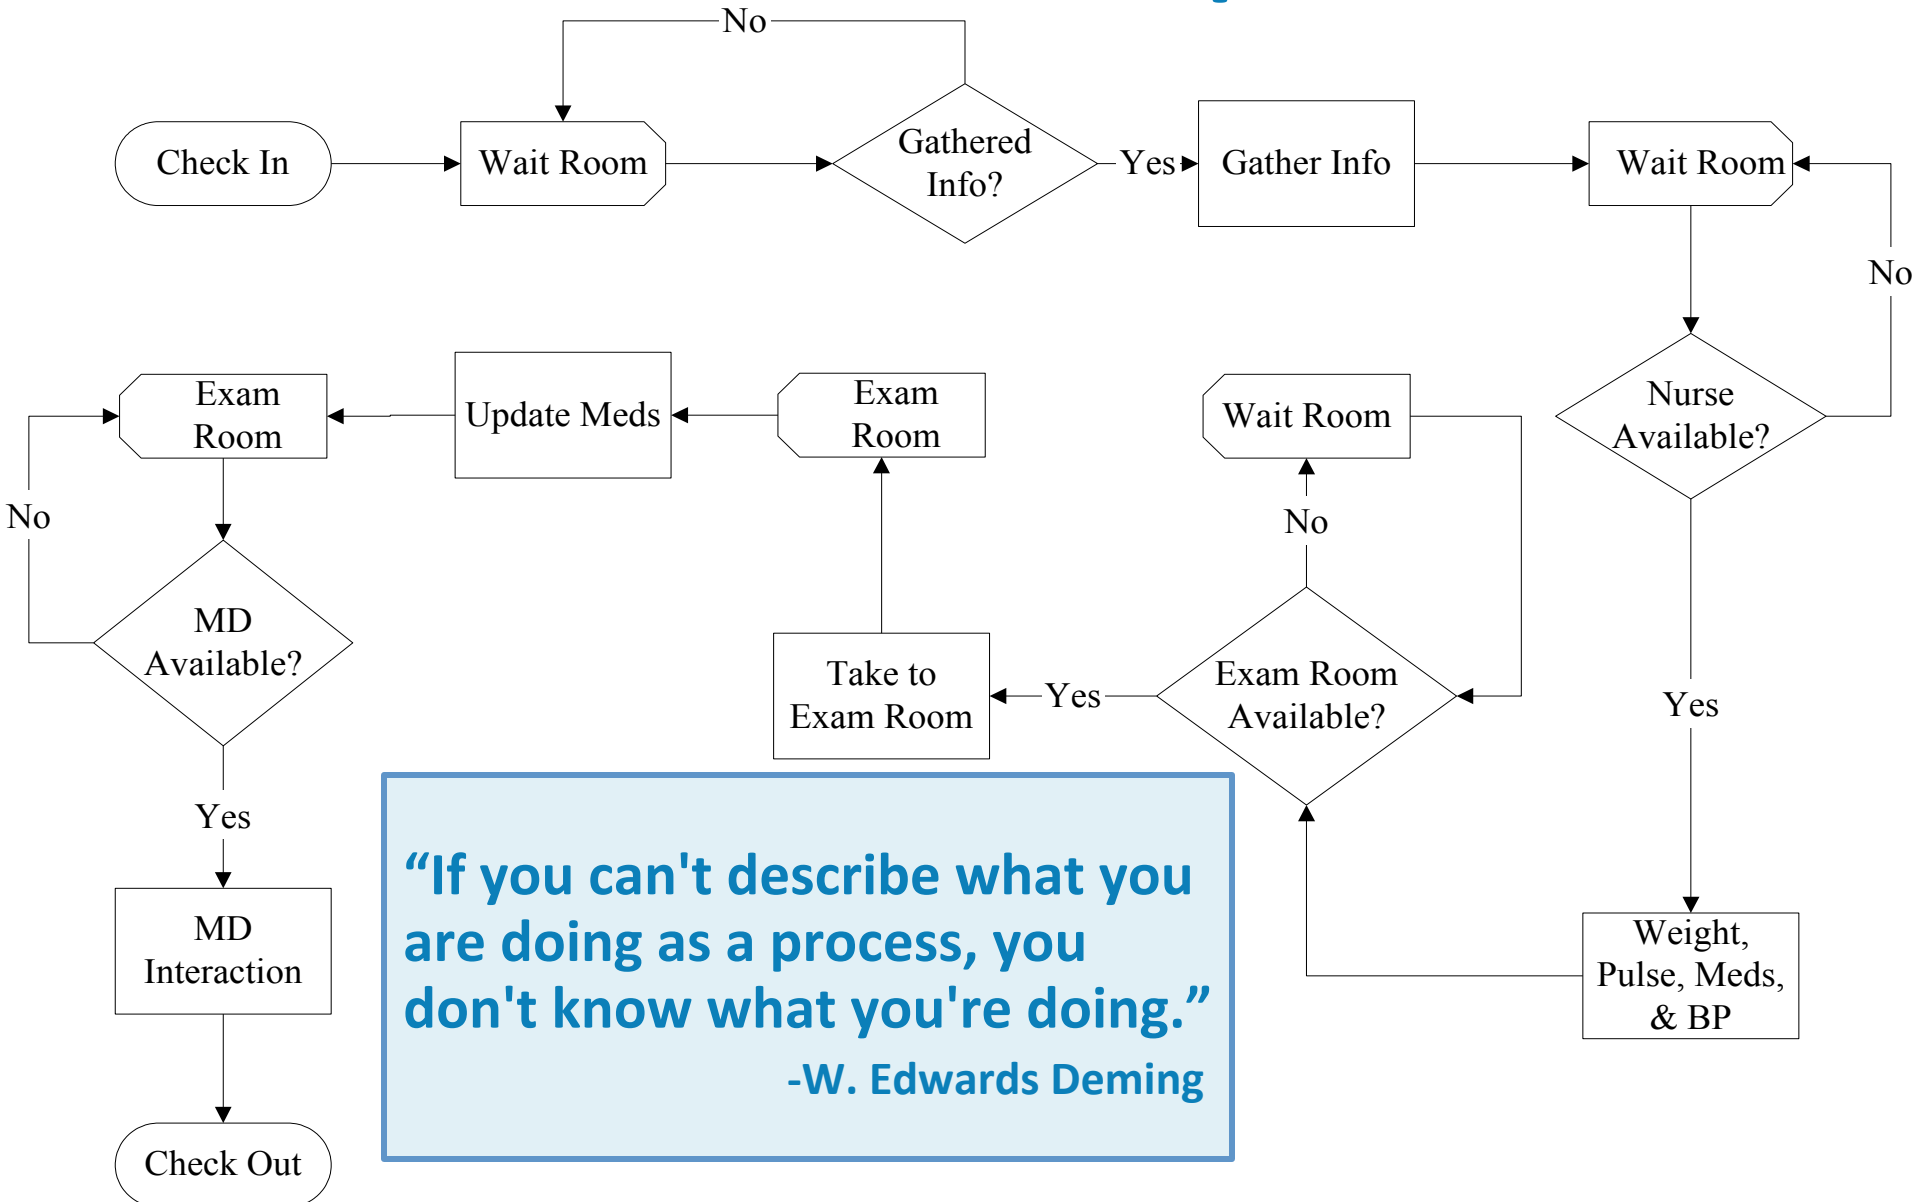 No
Check In
Wait Room
Gathered
Info?
Yes
Gather Info
Wait Room
No
Exam
Room
Update Meds
Exam
Room
Wait Room
Nurse
Available?
No
No
MD
Available?
Take to
Exam Room
Yes
Exam Room
Available?
Yes
Yes
MD
Interaction
“If you can't describe what you
are doing as a process, you
don't know what you're doing.”
-W. Edwards Deming
Weight,
Pulse, Meds,
& BP
Check Out